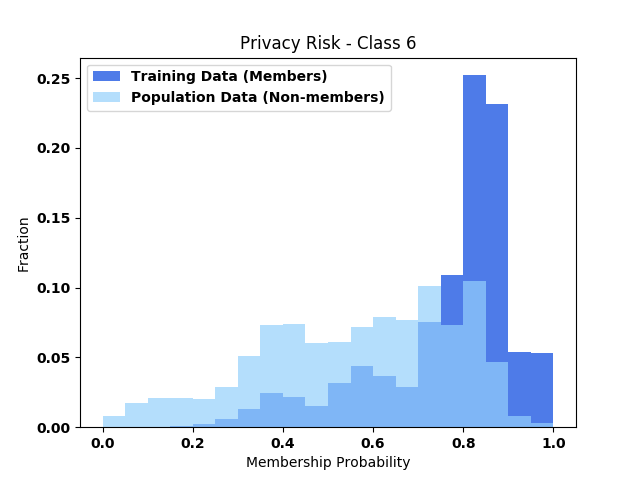 Privacy Risk - Class 6
Training Data (Members)
Population Data (Non-members)
0.25
0.20
0.15
0.10
0.05
0.00
Fraction
0.0 0.2 0.4 0.6 0.8 1.0
Membership Probability